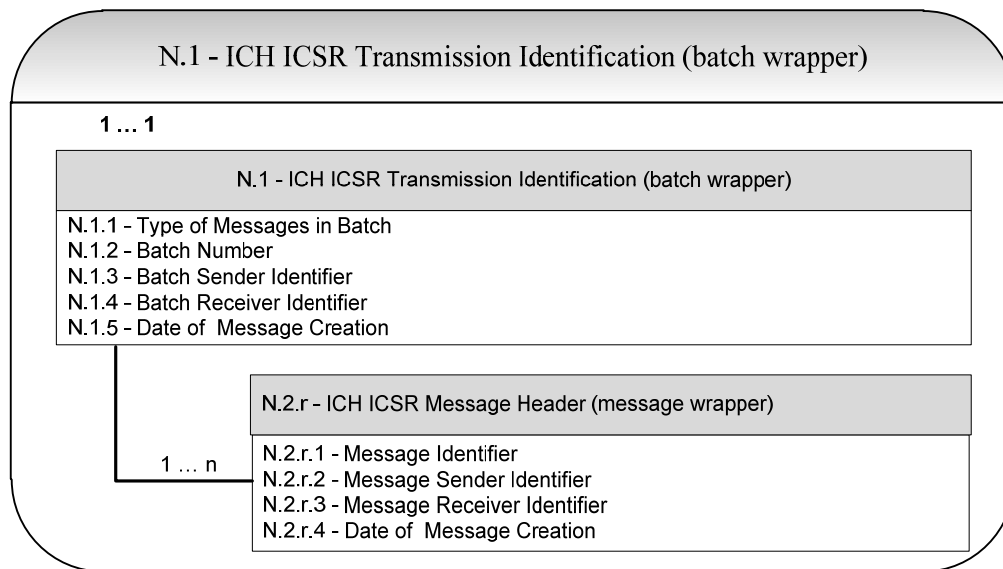 N.1 - ICH ICSR Transmission Identification (batch wrapper)
1 ... 1
N.1 - ICH ICSR Transmission Identification (batch wrapper)
N.1.1 - Type of Messages in Batch
N.1.2 - Batch Number
N.1.3 - Batch Sender Identifier
N.1.4 - Batch Receiver Identifier
N.1.5 - Date of Message Creation
N.2.r - ICH ICSR Message Header (message wrapper)
1 ... n
N.2.r.1 - Message Identifier
N.2.r.2 - Message Sender Identifier
N.2.r.3 - Message Receiver Identifier
N.2.r.4 - Date of Message Creation